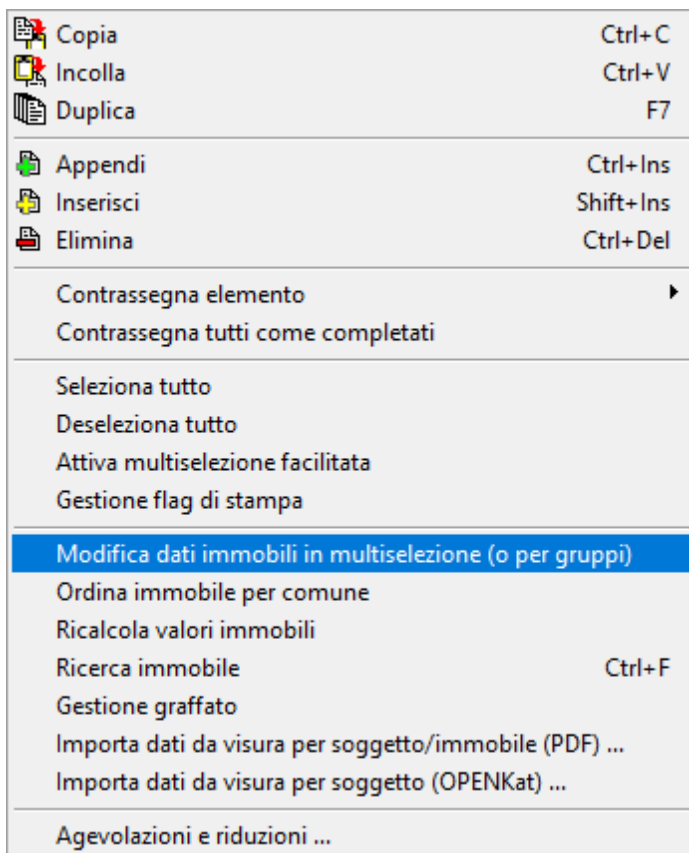 Copia Ctrl+C
Incolla Ctrl+V
Duplica F7
Appendi Ctrl+Ins
Inserisci Shift+Ins
Elimina Ctrl+Del
Contrassegna elemento
Contrassegna tutti come completati
Seleziona tutto
Deseleziona tutto
Attiva multiselezione facilitata
Gestione flag di stampa
Modifica dati immobili in multiselezione (o per gruppi)
Ordina immobile per comune
Ricalcola valori immobili
Ricerca immobile Ctrl+F
Gestione graffato
Importa dati da visura per soggetto/immobile (PDF) ...
Importa dati da visura per soggetto (OPENKat) ...
Agevolazioni e riduzioni ...